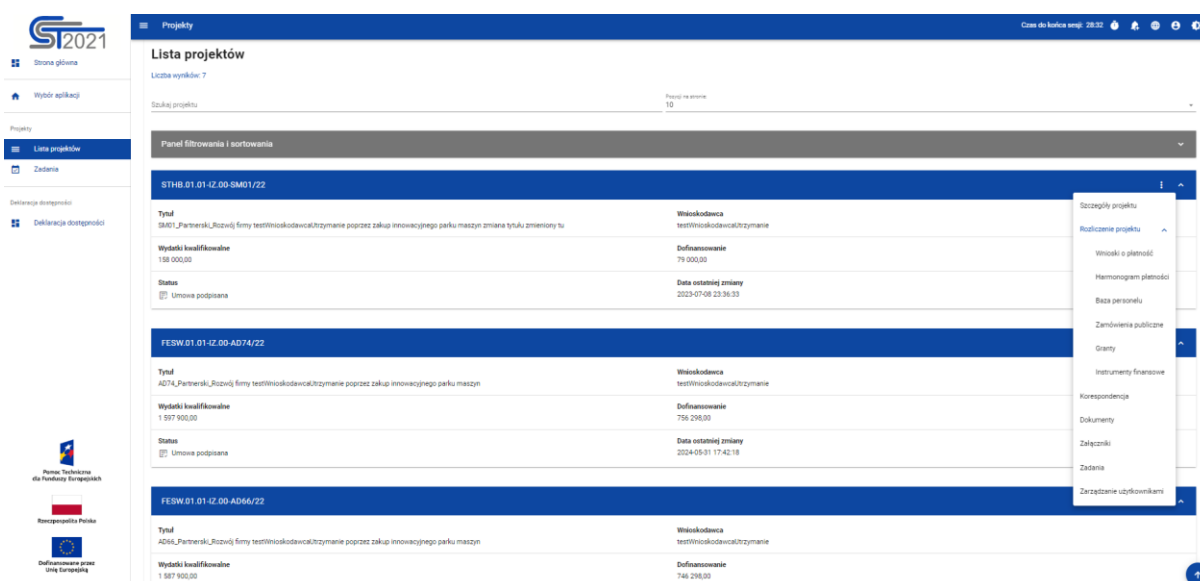 ST2021
Projekty
Czas do końca sesji: 28:32
Strona główna
Wybór aplikacji
Projekty
Lista projektów
Zadania
Deklaracja dostępności
Deklaracja dostępności
Pomoc Techniczna
dla Funduszy Europejskich
Rzeczpospolita Polska
Dofinansowane przez
Unię Europejską
Lista projektów
Liczba wyników: 7
Szukaj projektu
Pozycji na stronie
10
Panel filtrowania i sortowania
STHB.01.01-IZ.00-SM01/22
Tytuł
SM01_Partnerski_Rozwój firmy testWnioskodawcaUtrzymanie poprzez zakup innowacyjnego parku maszyn zmiana tytułu zmieniony tu
Wnioskodawca
testWnioskodawcaUtrzymanie
Wydatki kwalifikowalne
158 000,00
Dofinansowanie
79 000,00
Status
Umowa podpisana
Data ostatniej zmiany
2023-07-08 23:36:33
FESW.01.01-IZ.00-AD74/22
Tytuł
AD74_Partnerski_Rozwój firmy testWnioskodawcaUtrzymanie poprzez zakup innowacyjnego parku maszyn
Wnioskodawca
testWnioskodawcaUtrzymanie
Wydatki kwalifikowalne
1 597 900,00
Dofinansowanie
756 298,00
Status
Umowa podpisana
Data ostatniej zmiany
2024-05-31 17:42:18
FESW.01.01-IZ.00-AD66/22
Tytuł
AD66_Partnerski_Rozwój firmy testWnioskodawcaUtrzymanie poprzez zakup innowacyjnego parku maszyn
Wnioskodawca
testWnioskodawcaUtrzymanie
Wydatki kwalifikowalne
1 587 900,00
Dofinansowanie
746 298,00
Szczegóły projektu
Rozliczenie projektu
Wnioski o płatność
Harmonogram płatności
Baza personelu
Zamówienia publiczne
Granty
Instrumenty finansowe
Korespondencja
Dokumenty
Załączniki
Zadania
Zarządzanie użytkownikami